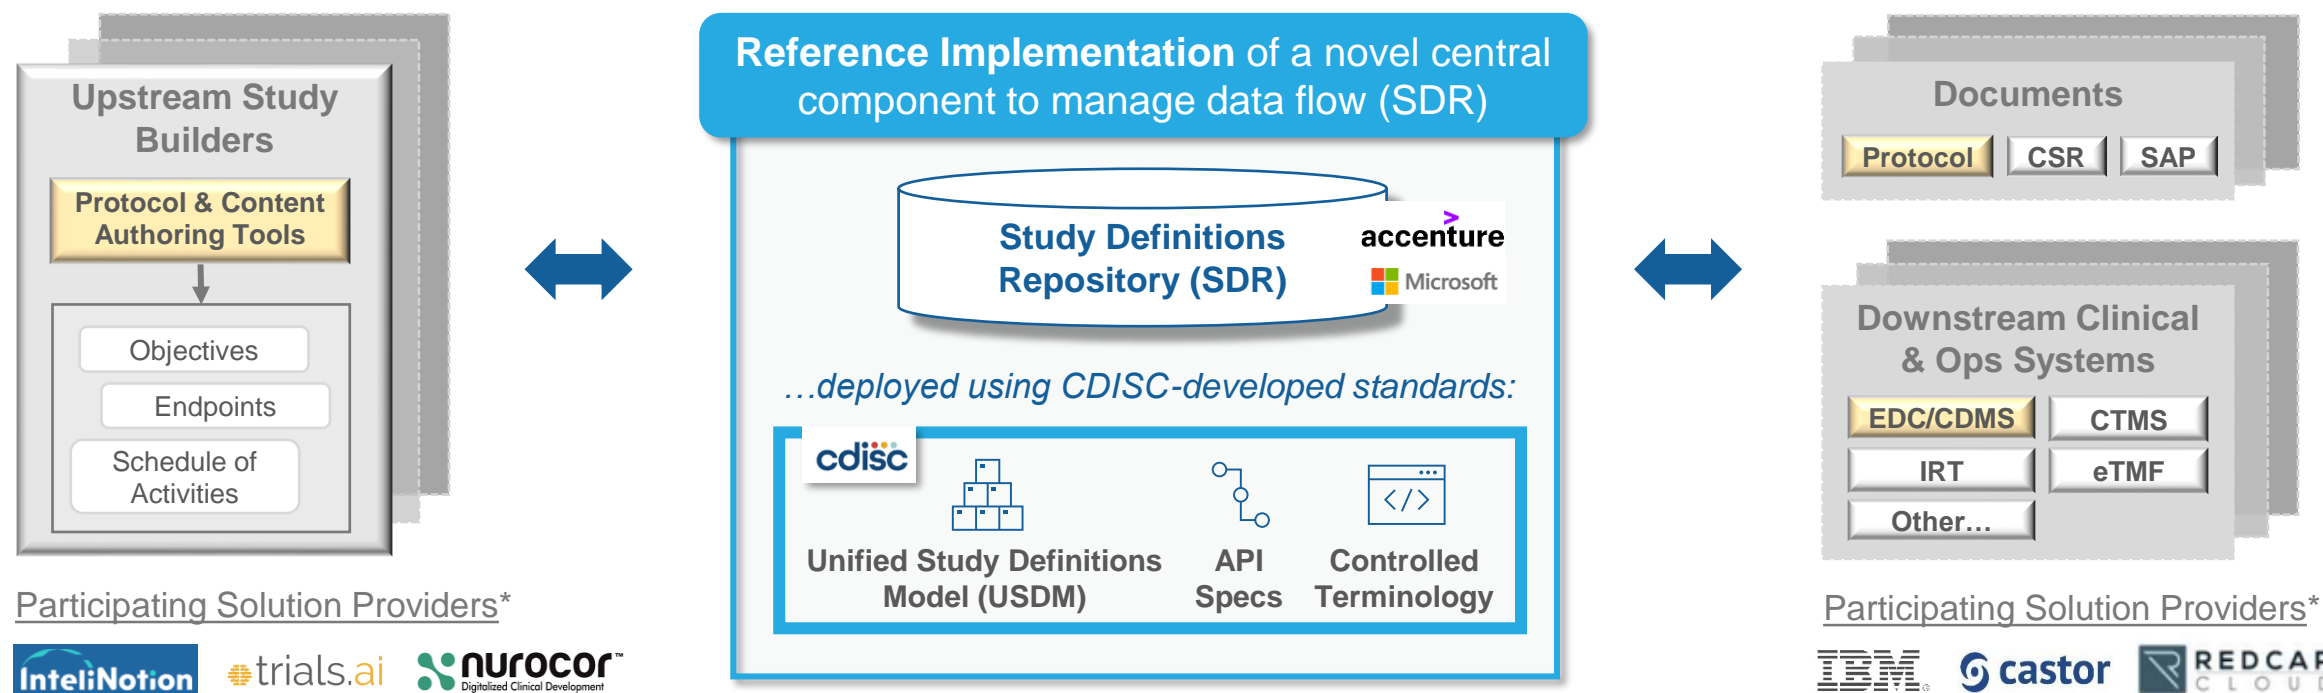 Upstream Study
Builders
Protocol & Content
Authoring Tools
Objectives
Endpoints
Schedule of
Activities
Participating Solution Providers*
InteliNotion
trials.ai
nurocor™
Digitalized Clinical Development
Reference Implementation of a novel central
component to manage data flow (SDR)
Study Definitions
Repository (SDR)
accenture
Microsoft
…deployed using CDISC-developed standards:
cdisc
</>
Unified Study Definitions
Model (USDM)
API
Specs
Controlled
Terminology
Documents
Protocol
CSR
SAP
Downstream Clinical
& Ops Systems
EDC/CDMS
CTMS
IRT
eTMF
Other…
Participating Solution Providers*
IBM®
castor
REDCAP
CLOUD